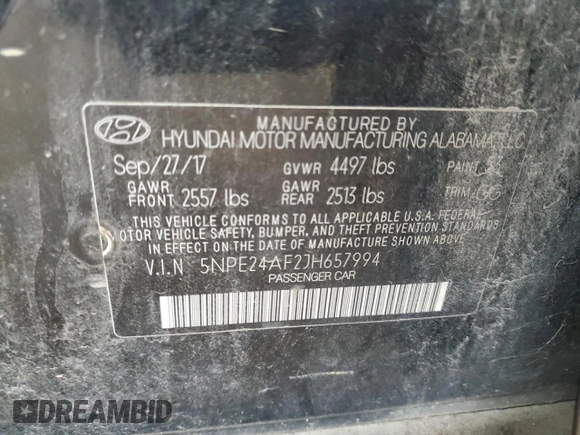 MANUFACTURED BY
HYUNDAI MOTOR MANUFACTURING ALABAMA, LLC
Sep/27/17 GVWR 4497 lbs PAINT
GAWR FRONT 2557 lbs GAWR REAR 2513 lbs TRIM
THIS VEHICLE CONFORMS TO ALL APPLICABLE U.S.A. FEDERAL
MOTOR VEHICLE SAFETY, BUMPER, AND THEFT PREVENTION STANDARDS
IN EFFECT ON THE DATE OF MANUFACTURE SHOWN ABOVE.
V.I.N 5NPE24AF2JH657994
PASSENGER CAR
DREAMBID